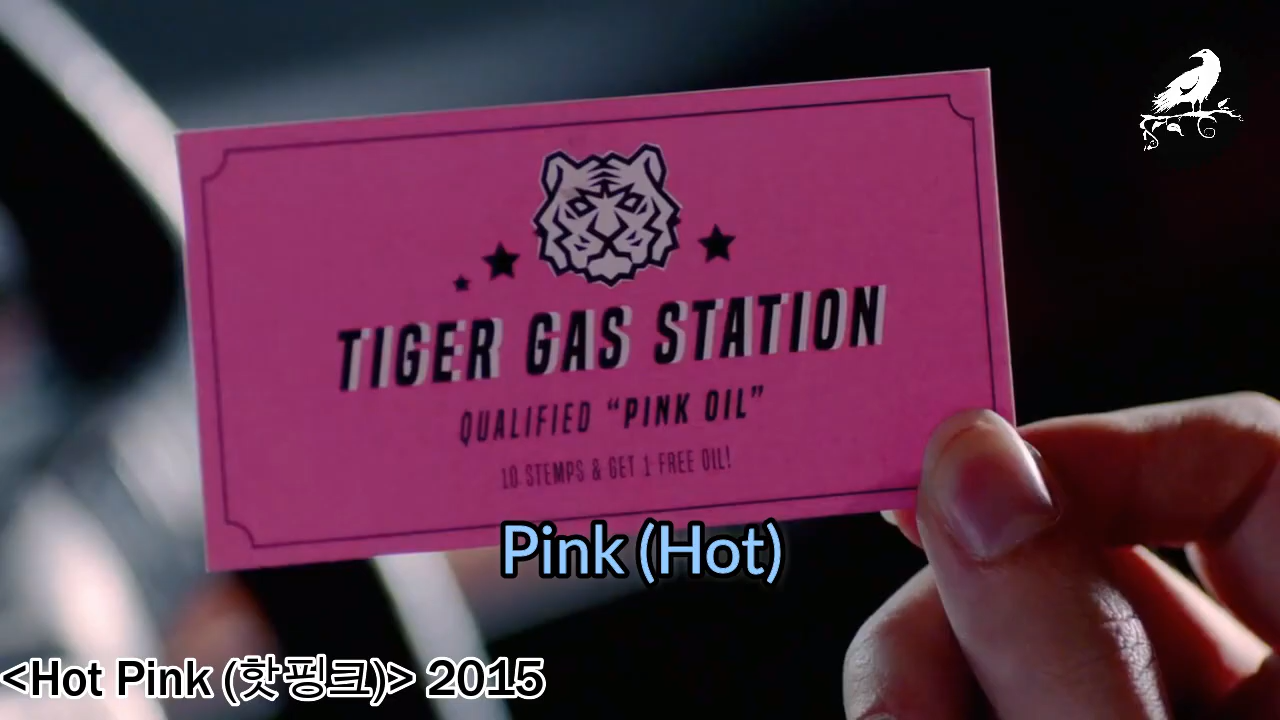 TIGER GAS STATION
QUALIFIED “PINK OIL”
10 STEMPS & GET 1 FREE OIL!
Pink (Hot)
<Hot Pink (핫핑크)> 2015